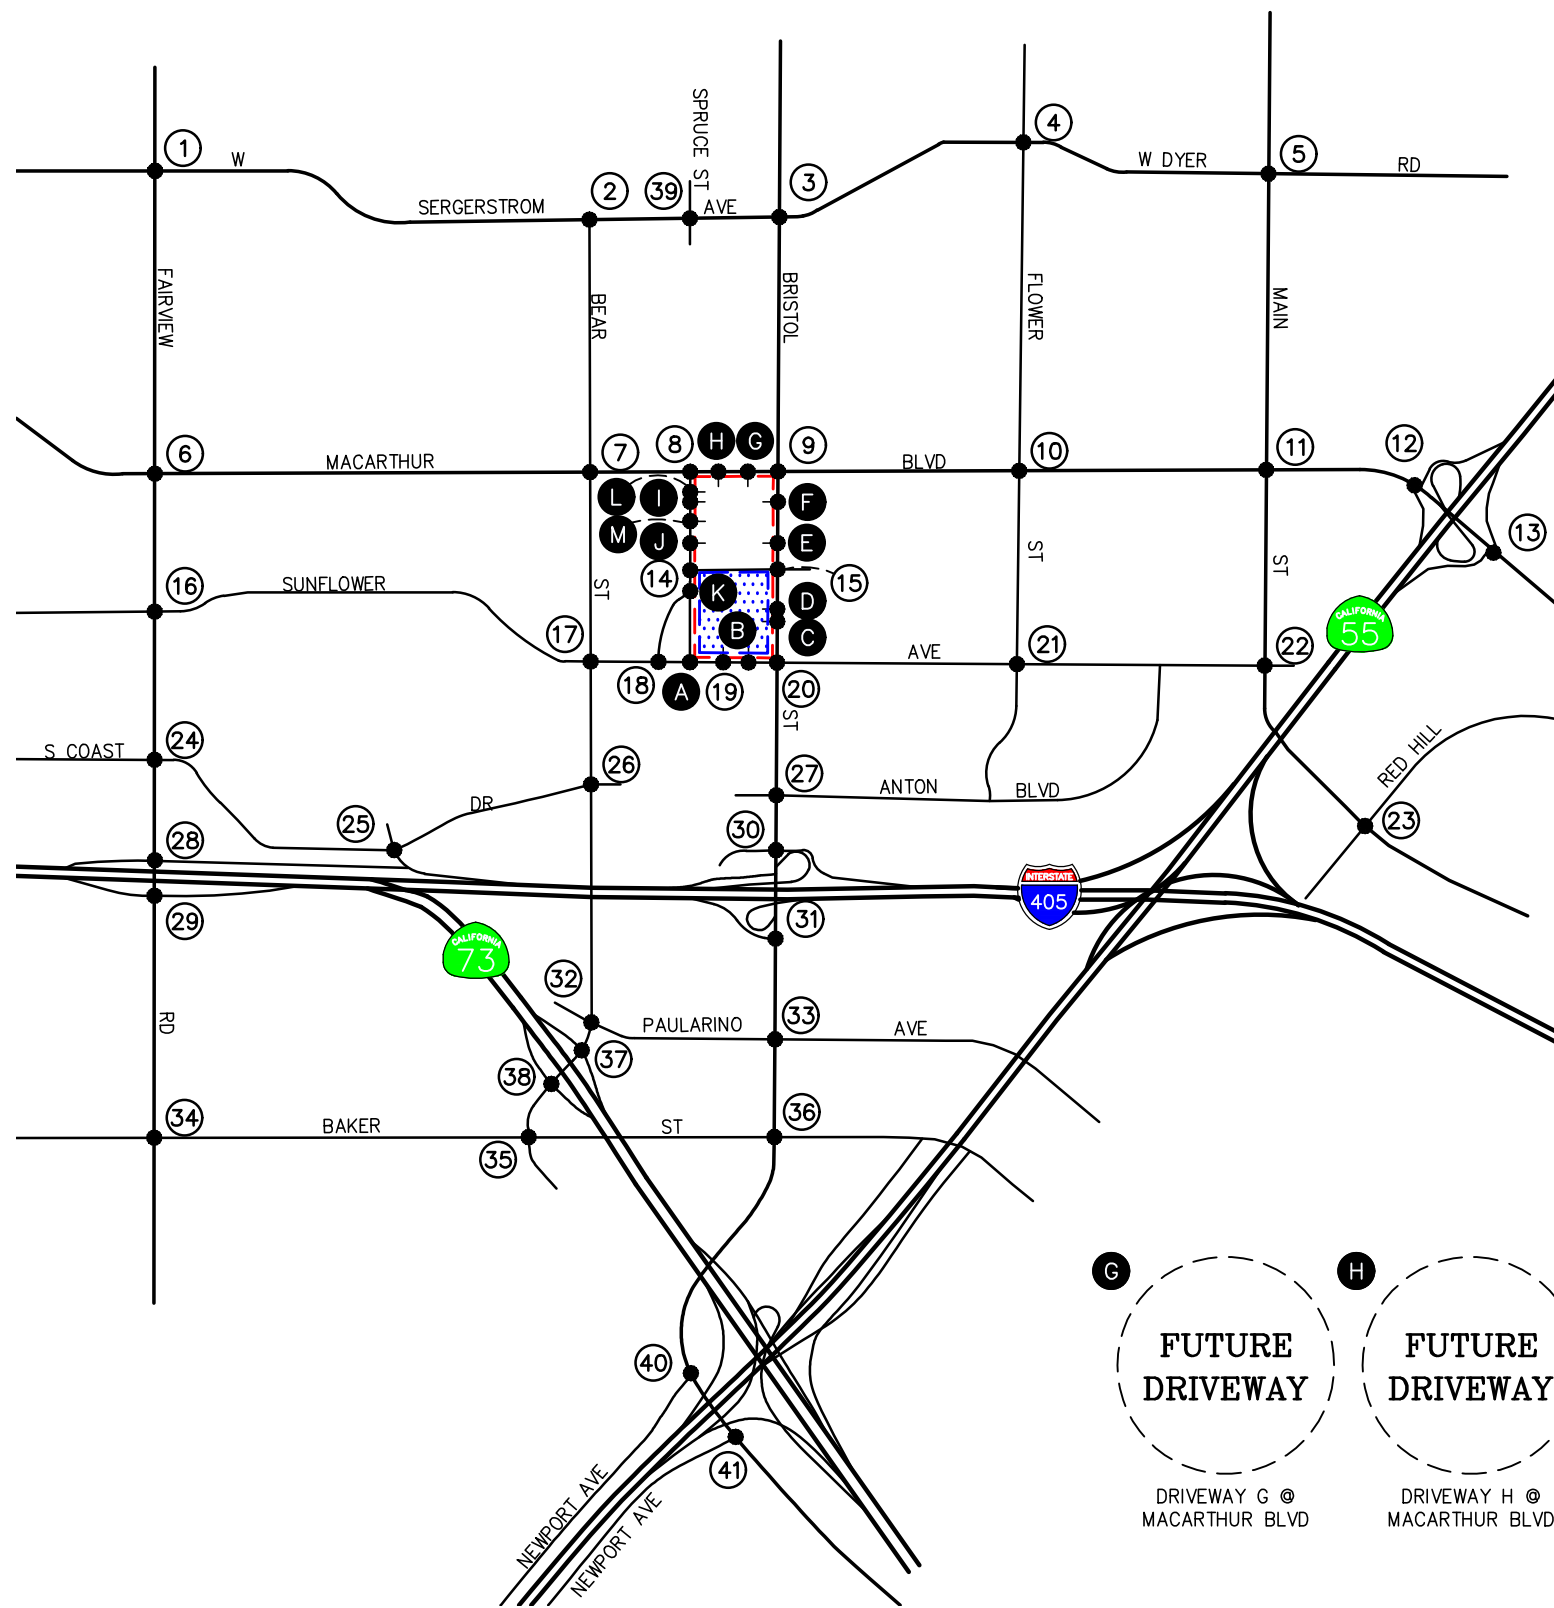 SPRUCE ST
1
W
2
39
3
4
W DYER
5
RD
SERGERSTROM
AVE
FAIRVIEW
BEAR
BRISTOL
FLOWER
MAIN
6
MACARTHUR
7
8
H
G
9
BLVD
10
11
12
L
I
F
M
J
E
13
ST
ST
14
K
15
16
SUNFLOWER
ST
D
B
C
CALIFORNIA
55
17
AVE
21
22
18
A
19
20
ST
24
S COAST
26
27
ANTON
BLVD
RED HILL
DR
25
30
23
28
INTERSTATE
405
29
31
CALIFORNIA
73
32
RD
PAULARINO
33
AVE
37
38
34
BAKER
ST
36
35
G
H
FUTURE
DRIVEWAY
FUTURE
DRIVEWAY
40
41
NEWPORT AVE
NEWPORT AVE
DRIVEWAY G @
MACARTHUR BLVD
DRIVEWAY H @
MACARTHUR BLVD